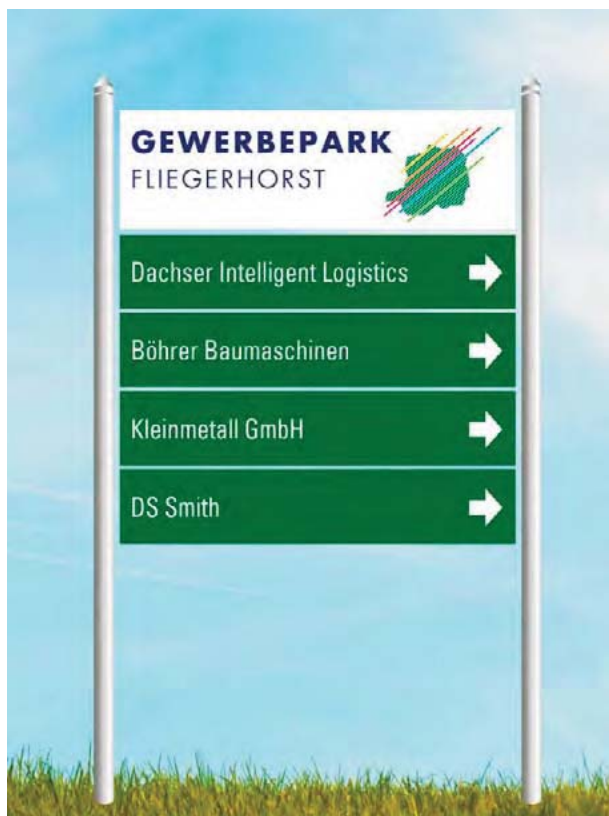 GEWERBEPARK
FLIEGERHORST
Dachser Intelligent Logistics
Böhrer Baumaschinen
Kleinmetall GmbH
DS Smith